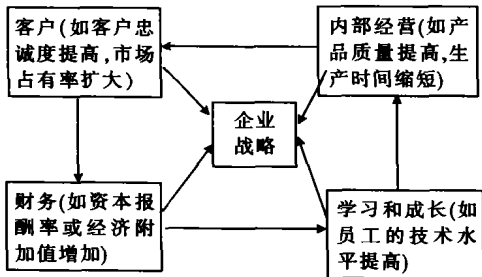 客户(如客户忠
诚度提高,市场
占有率扩大)
内部经营(如产
品质量提高,生
产时间缩短)
企业
战略
财务(如资本报
酬率或经济附
加值增加)
学习和成长(如
员工的技术水
平提高)